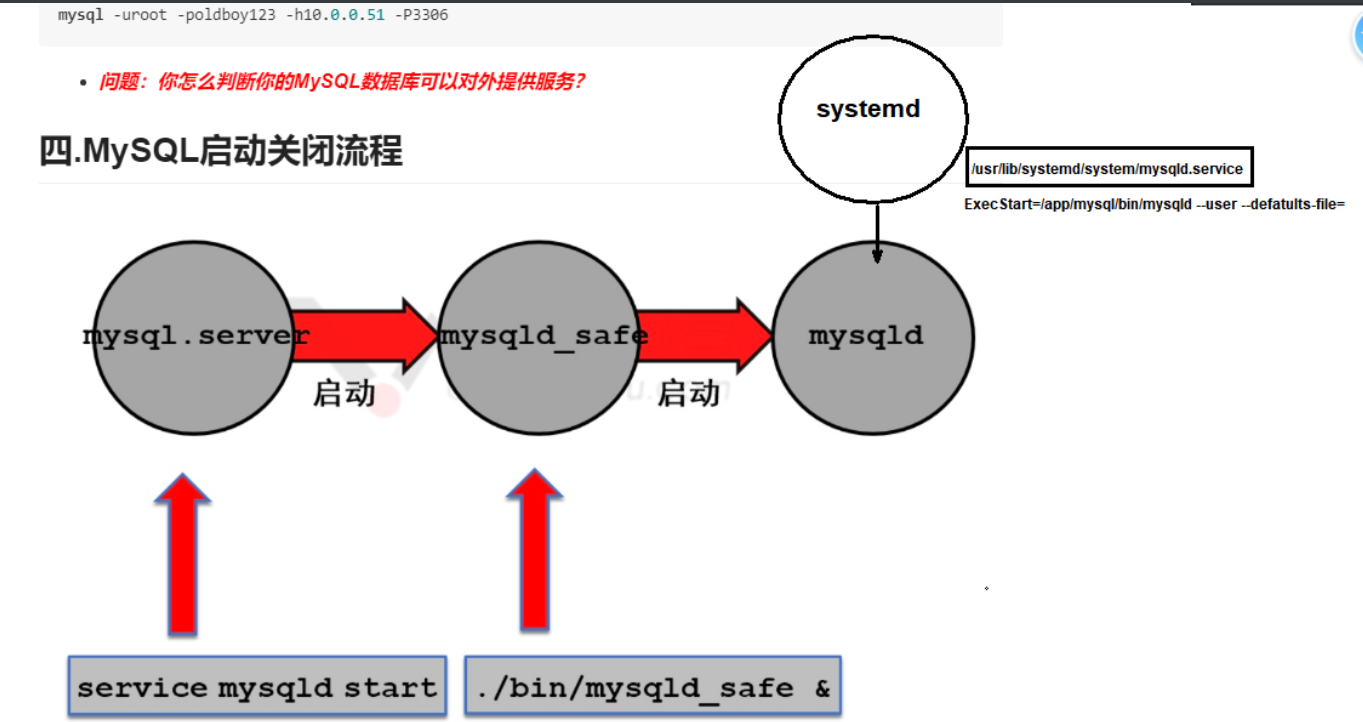 mysql -uroot -poldboy123 -h10.0.0.51 -P3306
问题：你怎么判断你的MySQL数据库可以对外提供服务?
四.MySQL启动关闭流程
systemd
/usr/lib/systemd/system/mysqld.service
ExecStart=/app/mysql/bin/mysqld --user --defatults-file=
mysql.server
mysqld_safe
mysqld
启动
启动
service mysqld start
./bin/mysqld_safe &